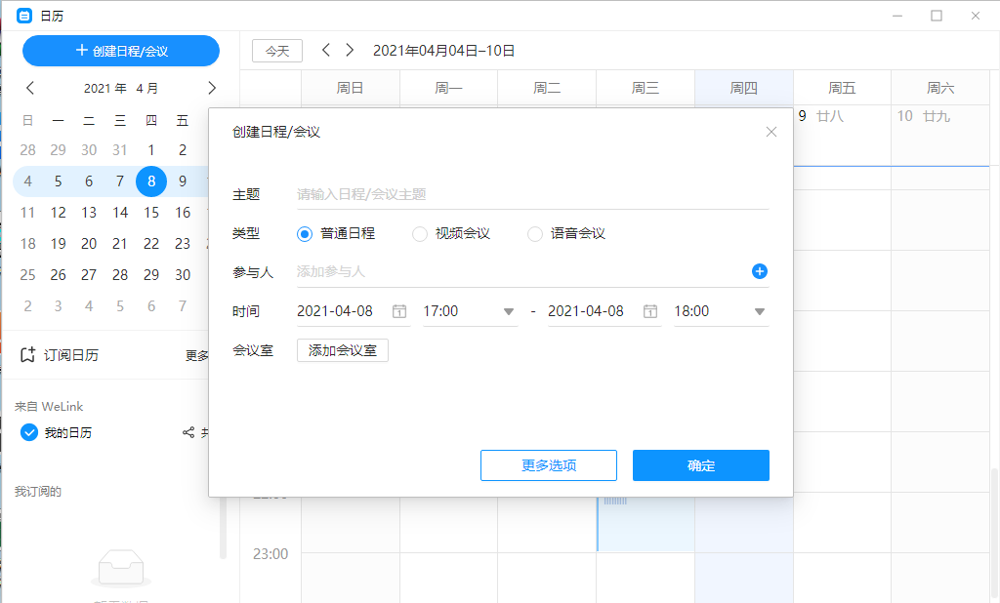 日历
创建日程/会议
今天
2021年04月04日-10日
2021 年 4 月
周日 周一 周二 周三 周四 周五 周六
日 一 二 三 四 五
28 29 30 31 1 2
4 5 6 7 8 9
11 12 13 14 15 16
18 19 20 21 22 23
25 26 27 28 29 30
2 3 4 5 6 7
9 廿八
10 廿九
订阅日历
更多
来自 WeLink
我的日历
我订阅的
创建日程/会议
主题 请输入日程/会议主题
类型 普通日程 视频会议 语音会议
参与人 添加参与人
时间 2021-04-08 17:00 - 2021-04-08 18:00
会议室 添加会议室
更多选项 确定
23:00